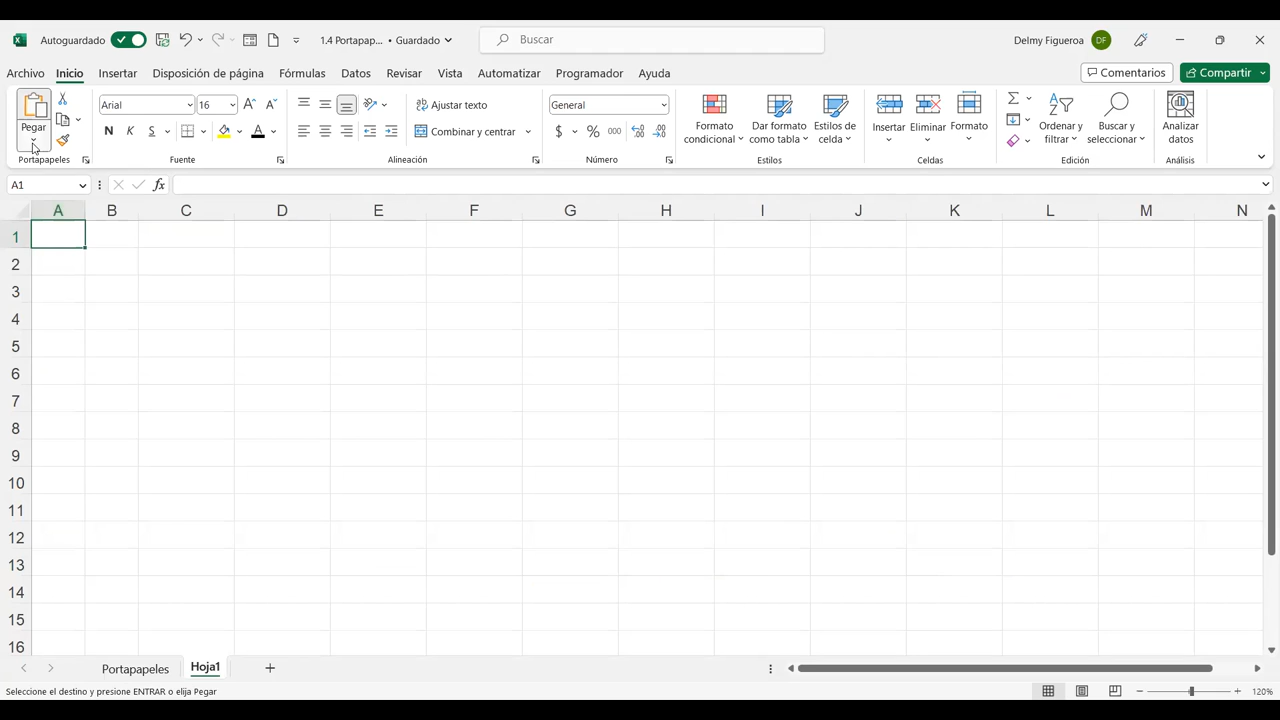 Autoguardado
1.4 Portapap... • Guardado
Buscar
Delmy Figueroa
DF
Archivo
Inicio
Insertar
Disposición de página
Fórmulas
Datos
Revisar
Vista
Automatizar
Programador
Ayuda
Comentarios
Compartir
Pegar
Portapapeles
Arial
16
N K S
Fuente
Ajustar texto
Combinar y centrar
Alineación
General
$ % 000
Número
Formato condicional
Dar formato como tabla
Estilos de celda
Estilos
Insertar
Eliminar
Formato
Celdas
Ordenar y filtrar
Buscar y seleccionar
Edición
Analizar datos
Análisis
A1
fx
A B C D E F G H I J K L M N
1
2
3
4
5
6
7
8
9
10
11
12
13
14
15
16
Portapapeles
Hoja1
Seleccione el destino y presione ENTRAR o elija Pegar
120%